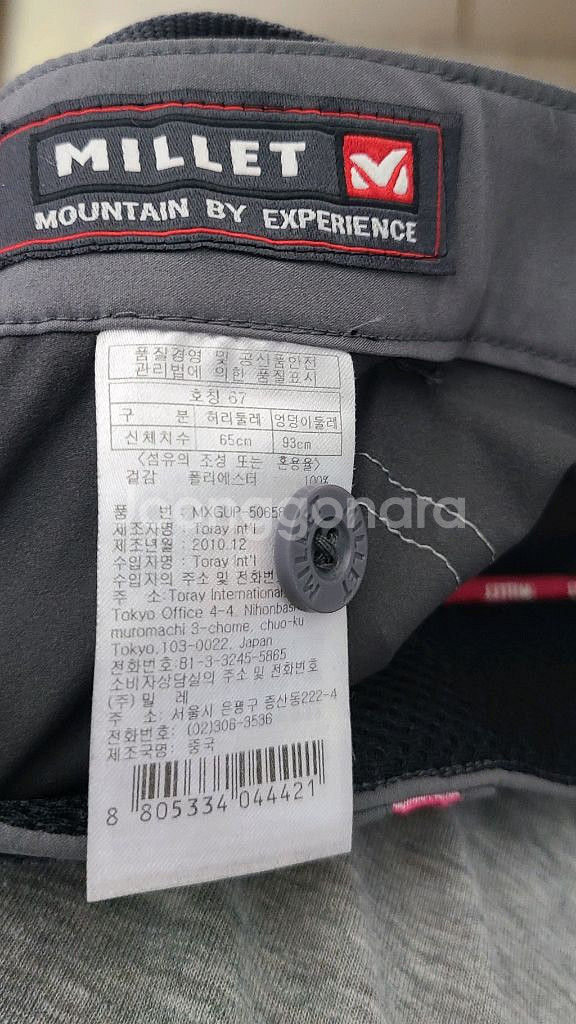 MILLET
MOUNTAIN BY EXPERIENCE
품질경영 및 공산품안전
관리법에 의한 품질표시
호칭 67
구 분 허리둘레 엉덩이둘레
신체치수 65cm 93cm
<섬유의 조성 또는 혼용율>
겉감 폴리에스터 100%
joonggonara
품 번 : MXGUP-50658
제조자명 : Toray Int'l
제조년월 : 2010.12
수입자명 : Toray Int'l
수입자의 주소 및 전화번
주 소 :Toray International
Tokyo Office 4-4, Nihonbash
muromachi 3-chome, chuo-ku
Tokyo,103-0022, Japan
전화번호:81-3-3245-5865
소비자상담실의 주소 및 전화번호
(주) 밀 레
주 소: 서울시 은평구 증산동222-4
전화번호: (02)306-3536
제조국명: 중국
8 805334 044421
MILLET
MILLET